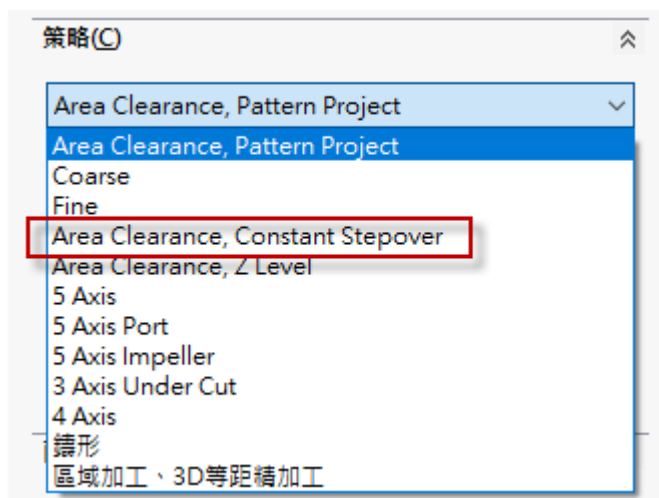 策略(C)
Area Clearance, Pattern Project
Area Clearance, Pattern Project
Coarse
Fine
Area Clearance, Constant Stepover
Area Clearance, Z Level
5 Axis
5 Axis Port
5 Axis Impeller
3 Axis Under Cut
4 Axis
鑄形
區域加工、3D等距精加工